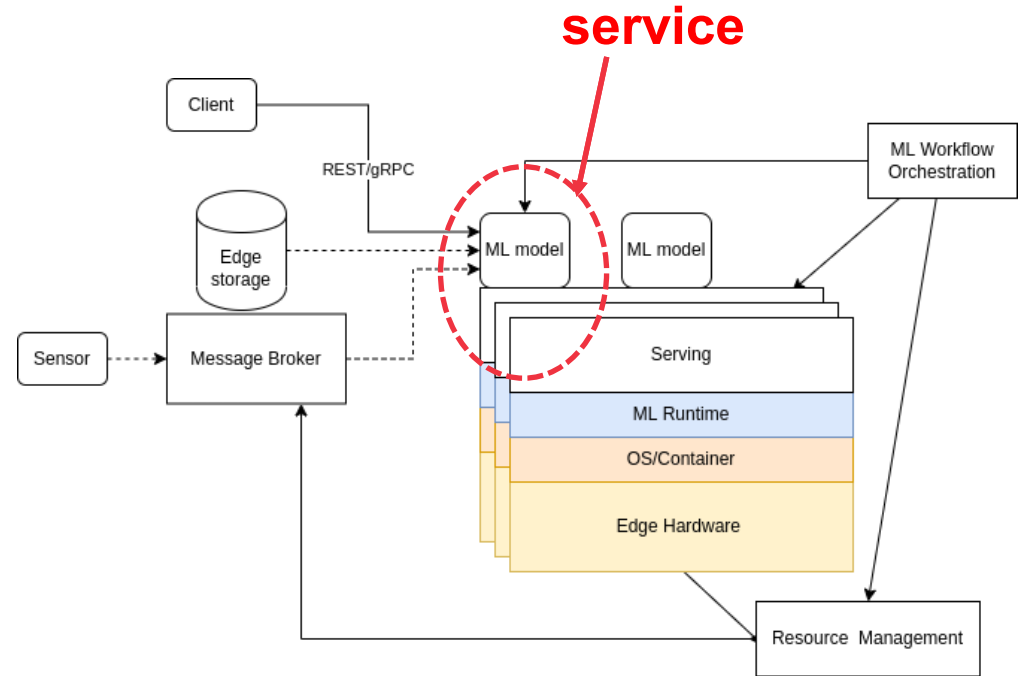 service
Client
REST/gRPC
ML Workflow
Orchestration
ML model
ML model
Edge
storage
Sensor
Message Broker
Serving
ML Runtime
OS/Container
Edge Hardware
Resource Management